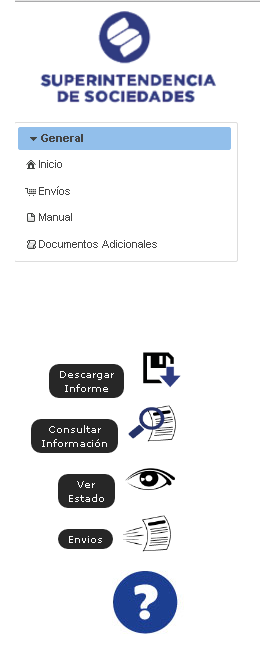 SUPERINTENDENCIA
DE SOCIEDADES
General
Inicio
Envíos
Manual
Documentos Adicionales
Descargar
Informe
Consultar
Información
Ver
Estado
Envios
?